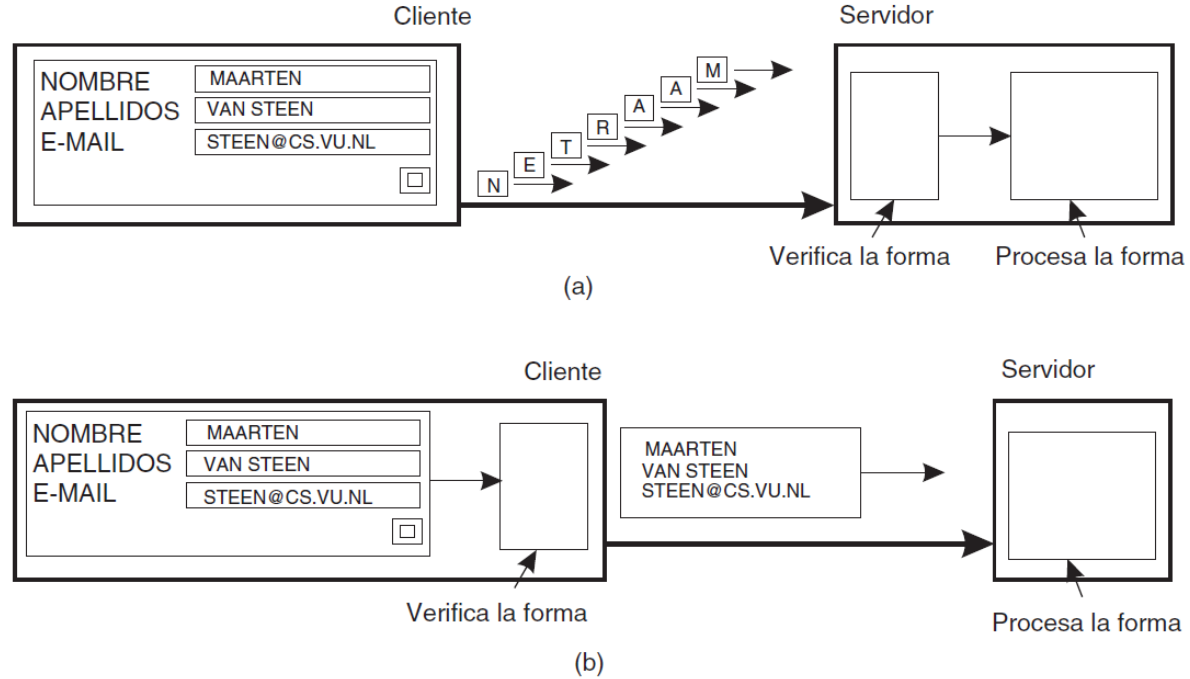 Cliente
Servidor
NOMBRE MAARTEN
APELLIDOS VAN STEEN
E-MAIL STEEN@CS.VU.NL
M
A
A
R
T
E
N
Verifica la forma
Procesa la forma
(a)
Cliente
Servidor
NOMBRE MAARTEN
APELLIDOS VAN STEEN
E-MAIL STEEN@CS.VU.NL
MAARTEN
VAN STEEN
STEEN@CS.VU.NL
Verifica la forma
Procesa la forma
(b)